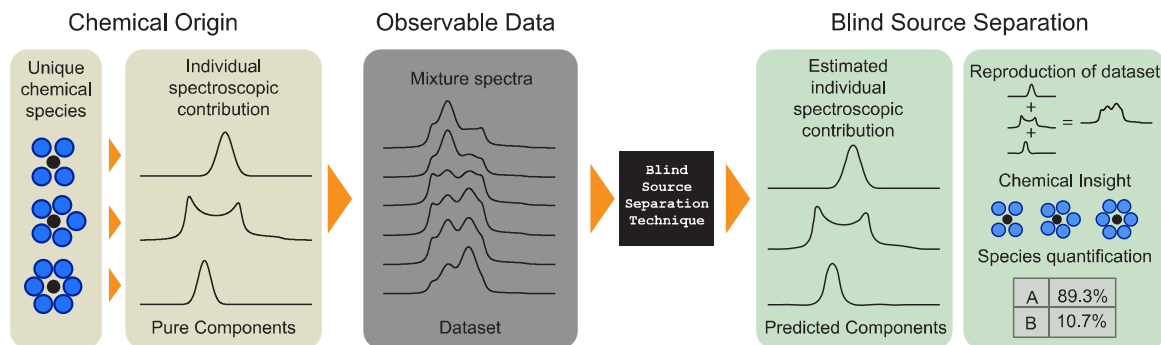 Chemical Origin
Observable Data
Blind Source Separation
Unique
chemical
species
Individual
spectroscopic
contribution
Pure Components
Mixture spectra
Dataset
Blind
Source
Separation
Technique
Estimated
individual
spectroscopic
contribution
Predicted Components
Reproduction of dataset
+
=
+
Chemical Insight
Species quantification
A 89.3%
B 10.7%